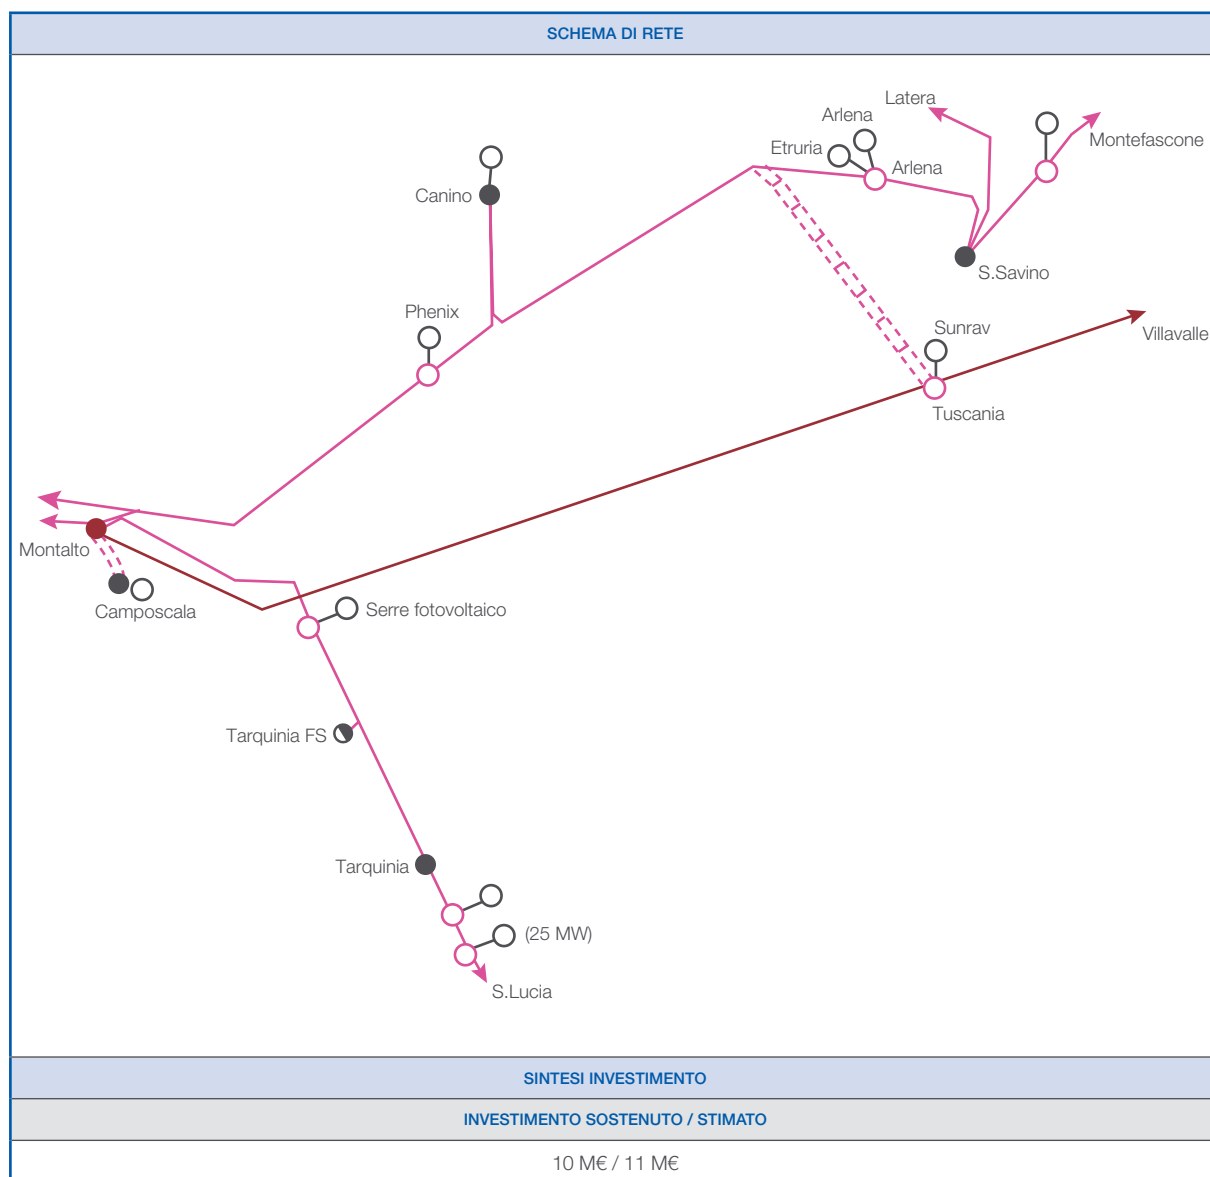 SCHEMA DI RETE
Latera
Arlena
Etruria
Montefascone
Arlena
Canino
S.Savino
Phenix
Sunrav
Villavalle
Tuscania
Montalto
Camposcala
Serre fotovoltaico
Tarquinia FS
Tarquinia
(25 MW)
S.Lucia
SINTESI INVESTIMENTO
INVESTIMENTO SOSTENUTO / STIMATO
10 M€ / 11 M€